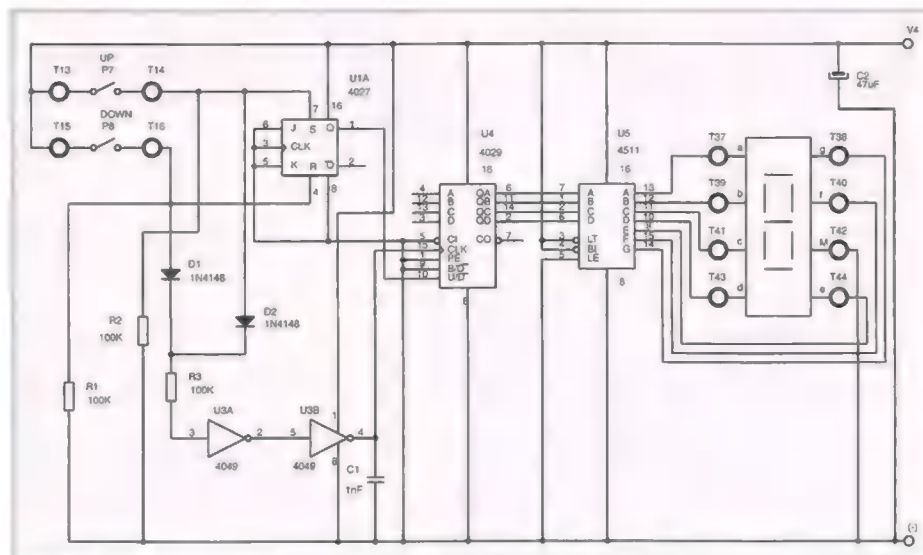 V4
UP
T13 P7 T14
U1A
4027
C2
47uF
DOWN
T15 P8 T16
7 16
6 J S Q 1
3 CLK
5 K R Q 2
4 8
U4
4029
16
U5
4511
16
T37 T38
a g
4 A QA 6 7 A A 13
12 B QB 11 1 B B 12
13 C QC 14 2 C C 11
3 D QD 2 6 D D 10
E 9
F 15
G 14
T39 T40
b f
5 CI CO 7
15 CLK
1 PE
9 B/D
10 U/D
3 LT
4 BI
5 LE
T41 T42
c M
T43 T44
d e
8
8
D1
1N4148
D2
1N4148
R2
100K
R3
100K
R1
100K
U3A
3 2
4049
U3B
1
5 4
8
4049
C1
1nF
(-)